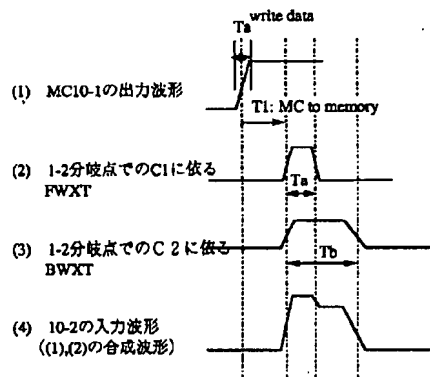 write data
Ta
(1) MC10-1の出力波形
T1: MC to memory
(2) 1-2分岐点でのC1に依る
FWXT
Ta
(3) 1-2分岐点でのC2に依る
BWXT
Tb
(4) 10-2の入力波形
((1),(2)の合成波形)